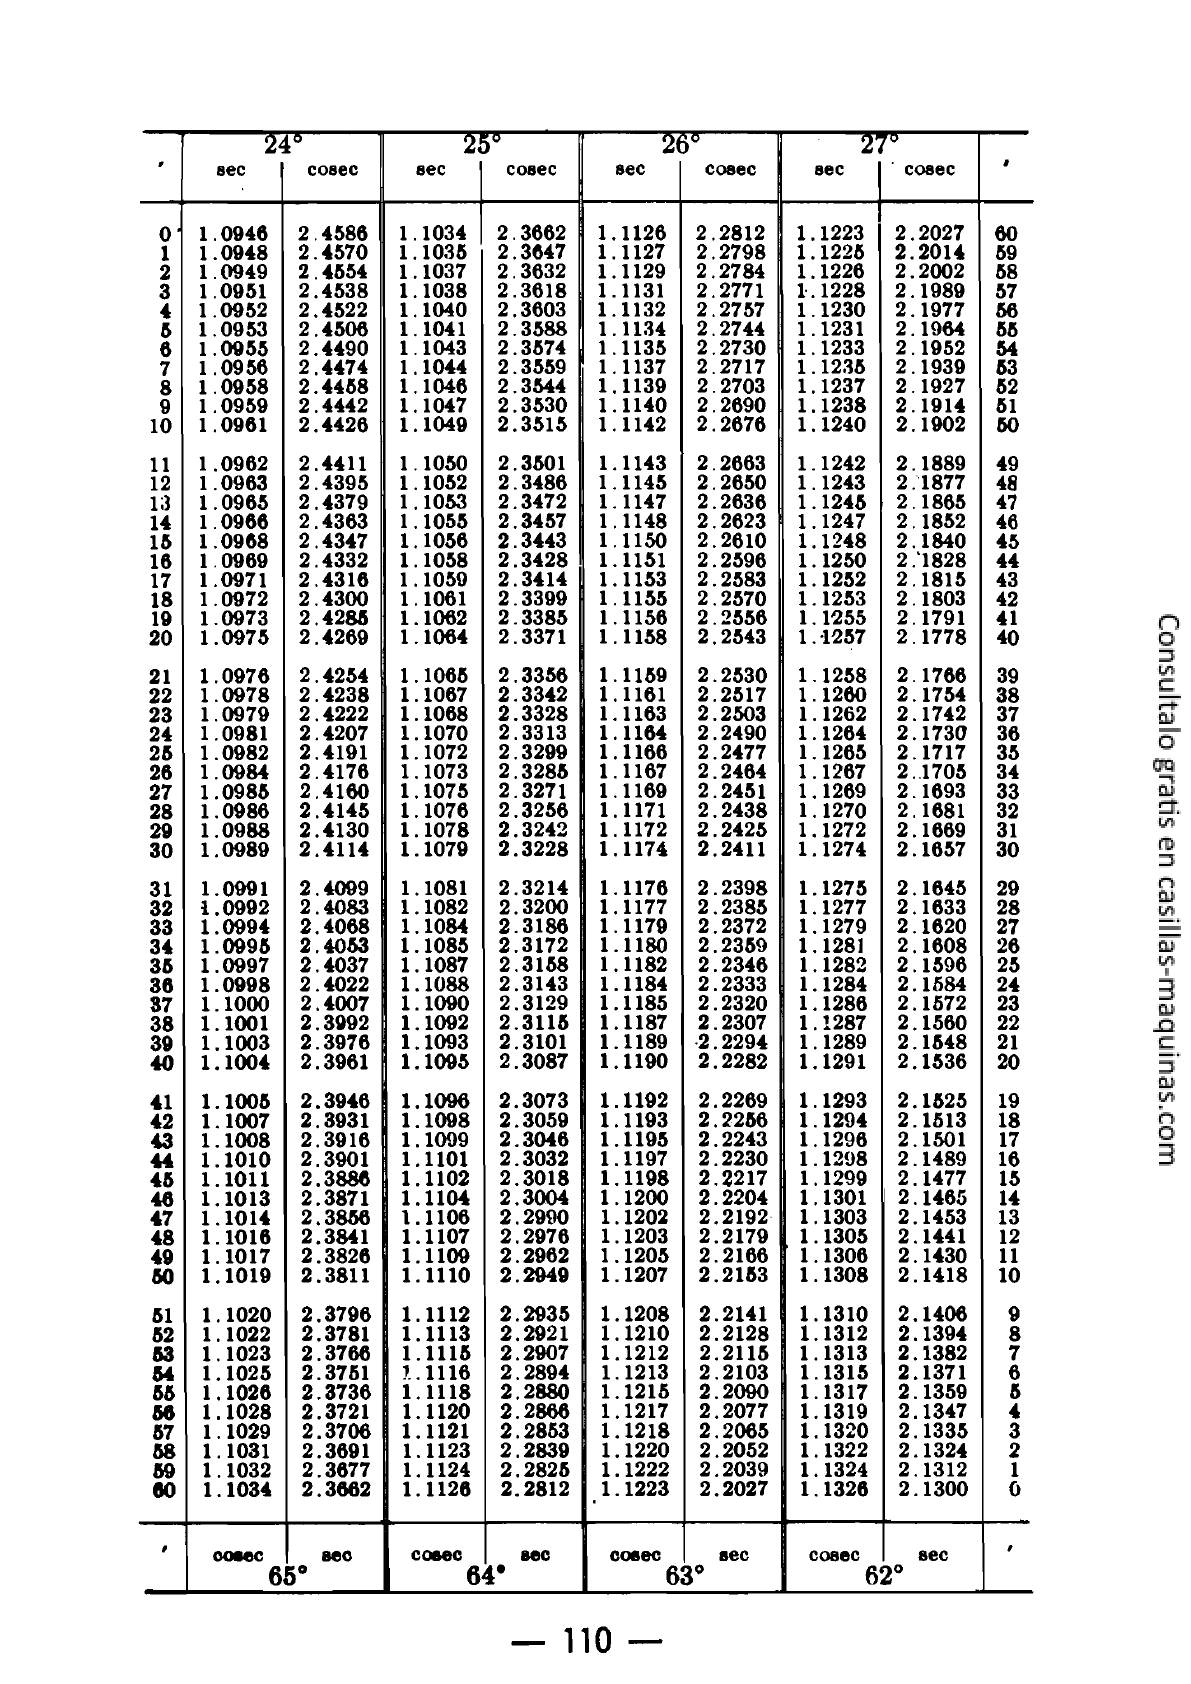 24° 25° 26° 27°
′ sec cosec sec cosec sec cosec sec cosec ′
0 1.0946 2.4586 1.1034 2.3662 1.1126 2.2812 1.1223 2.2027 60
1 1.0948 2.4570 1.1035 2.3647 1.1127 2.2798 1.1225 2.2014 59
2 1.0949 2.4554 1.1037 2.3632 1.1129 2.2784 1.1226 2.2002 58
3 1.0951 2.4538 1.1038 2.3618 1.1131 2.2771 1.1228 2.1989 57
4 1.0952 2.4522 1.1040 2.3603 1.1132 2.2757 1.1230 2.1977 56
5 1.0953 2.4506 1.1041 2.3588 1.1134 2.2744 1.1231 2.1964 55
6 1.0955 2.4490 1.1043 2.3574 1.1135 2.2730 1.1233 2.1952 54
7 1.0956 2.4474 1.1044 2.3559 1.1137 2.2717 1.1235 2.1939 53
8 1.0958 2.4458 1.1046 2.3544 1.1139 2.2703 1.1237 2.1927 52
9 1.0959 2.4442 1.1047 2.3530 1.1140 2.2690 1.1238 2.1914 51
10 1.0961 2.4426 1.1049 2.3515 1.1142 2.2676 1.1240 2.1902 50
11 1.0962 2.4411 1.1050 2.3501 1.1143 2.2663 1.1242 2.1889 49
12 1.0963 2.4395 1.1052 2.3486 1.1145 2.2650 1.1243 2.1877 48
13 1.0965 2.4379 1.1053 2.3472 1.1147 2.2636 1.1245 2.1865 47
14 1.0966 2.4363 1.1055 2.3457 1.1148 2.2623 1.1247 2.1852 46
15 1.0968 2.4347 1.1056 2.3443 1.1150 2.2610 1.1248 2.1840 45
16 1.0969 2.4332 1.1058 2.3428 1.1151 2.2596 1.1250 2.1828 44
17 1.0971 2.4316 1.1059 2.3414 1.1153 2.2583 1.1252 2.1815 43
18 1.0972 2.4300 1.1061 2.3399 1.1155 2.2570 1.1253 2.1803 42
19 1.0973 2.4285 1.1062 2.3385 1.1156 2.2556 1.1255 2.1791 41
20 1.0975 2.4269 1.1064 2.3371 1.1158 2.2543 1.1257 2.1778 40
21 1.0976 2.4254 1.1065 2.3356 1.1159 2.2530 1.1258 2.1766 39
22 1.0978 2.4238 1.1067 2.3342 1.1161 2.2517 1.1260 2.1754 38
23 1.0979 2.4222 1.1068 2.3328 1.1163 2.2503 1.1262 2.1742 37
24 1.0981 2.4207 1.1070 2.3313 1.1164 2.2490 1.1264 2.1730 36
25 1.0982 2.4191 1.1072 2.3299 1.1166 2.2477 1.1265 2.1717 35
26 1.0984 2.4176 1.1073 2.3285 1.1167 2.2464 1.1267 2.1705 34
27 1.0985 2.4160 1.1075 2.3271 1.1169 2.2451 1.1269 2.1693 33
28 1.0986 2.4145 1.1076 2.3256 1.1171 2.2438 1.1270 2.1681 32
29 1.0988 2.4130 1.1078 2.3242 1.1172 2.2425 1.1272 2.1669 31
30 1.0989 2.4114 1.1079 2.3228 1.1174 2.2411 1.1274 2.1657 30
31 1.0991 2.4099 1.1081 2.3214 1.1176 2.2398 1.1275 2.1645 29
32 1.0992 2.4083 1.1082 2.3200 1.1177 2.2385 1.1277 2.1633 28
33 1.0994 2.4068 1.1084 2.3186 1.1179 2.2372 1.1279 2.1620 27
34 1.0995 2.4053 1.1085 2.3172 1.1180 2.2359 1.1281 2.1608 26
35 1.0997 2.4037 1.1087 2.3158 1.1182 2.2346 1.1282 2.1596 25
36 1.0998 2.4022 1.1088 2.3143 1.1184 2.2333 1.1284 2.1584 24
37 1.1000 2.4007 1.1090 2.3129 1.1185 2.2320 1.1286 2.1572 23
38 1.1001 2.3992 1.1092 2.3115 1.1187 2.2307 1.1287 2.1560 22
39 1.1003 2.3976 1.1093 2.3101 1.1189 2.2294 1.1289 2.1548 21
40 1.1004 2.3961 1.1095 2.3087 1.1190 2.2282 1.1291 2.1536 20
41 1.1005 2.3946 1.1096 2.3073 1.1192 2.2269 1.1293 2.1525 19
42 1.1007 2.3931 1.1098 2.3059 1.1193 2.2256 1.1294 2.1513 18
43 1.1008 2.3916 1.1099 2.3046 1.1195 2.2243 1.1296 2.1501 17
44 1.1010 2.3901 1.1101 2.3032 1.1197 2.2230 1.1298 2.1489 16
45 1.1011 2.3886 1.1102 2.3018 1.1198 2.2217 1.1299 2.1477 15
46 1.1013 2.3871 1.1104 2.3004 1.1200 2.2204 1.1301 2.1465 14
47 1.1014 2.3856 1.1106 2.2990 1.1202 2.2192 1.1303 2.1453 13
48 1.1016 2.3841 1.1107 2.2976 1.1203 2.2179 1.1305 2.1441 12
49 1.1017 2.3826 1.1109 2.2962 1.1205 2.2166 1.1306 2.1430 11
50 1.1019 2.3811 1.1110 2.2949 1.1207 2.2153 1.1308 2.1418 10
51 1.1020 2.3796 1.1112 2.2935 1.1208 2.2141 1.1310 2.1406 9
52 1.1022 2.3781 1.1113 2.2921 1.1210 2.2128 1.1312 2.1394 8
53 1.1023 2.3766 1.1115 2.2907 1.1212 2.2115 1.1313 2.1382 7
54 1.1025 2.3751 1.1116 2.2894 1.1213 2.2103 1.1315 2.1371 6
55 1.1026 2.3736 1.1118 2.2880 1.1215 2.2090 1.1317 2.1359 5
56 1.1028 2.3721 1.1120 2.2866 1.1217 2.2077 1.1319 2.1347 4
57 1.1029 2.3706 1.1121 2.2853 1.1218 2.2065 1.1320 2.1335 3
58 1.1031 2.3691 1.1123 2.2839 1.1220 2.2052 1.1322 2.1324 2
59 1.1032 2.3677 1.1124 2.2825 1.1222 2.2039 1.1324 2.1312 1
60 1.1034 2.3662 1.1126 2.2812 1.1223 2.2027 1.1326 2.1300 0
′ cosec sec cosec sec cosec sec cosec sec ′
65° 64° 63° 62°
— 110 —
Consultalo gratis en casillas-maquinas.com